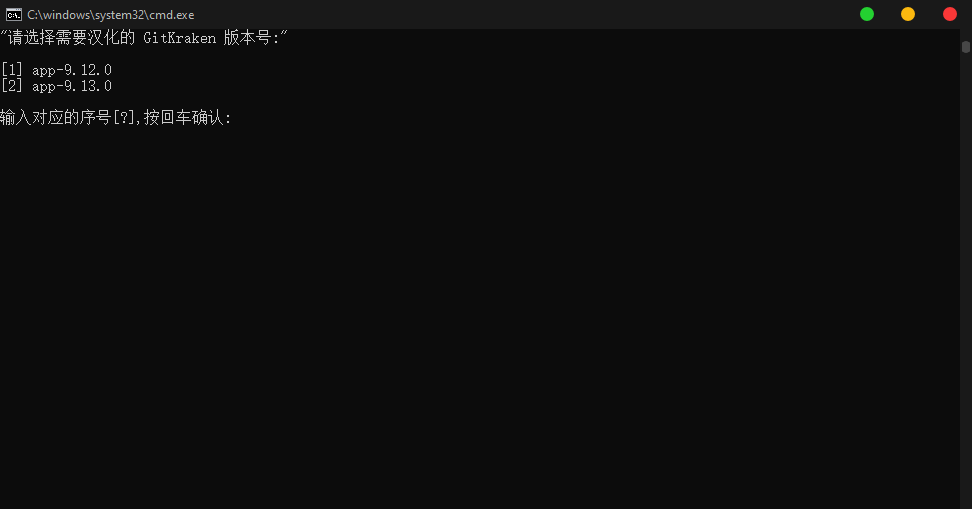 C:\windows\system32\cmd.exe
"请选择需要汉化的 GitKraken 版本号:"
[1] app-9.12.0
[2] app-9.13.0
输入对应的序号[?],按回车确认: